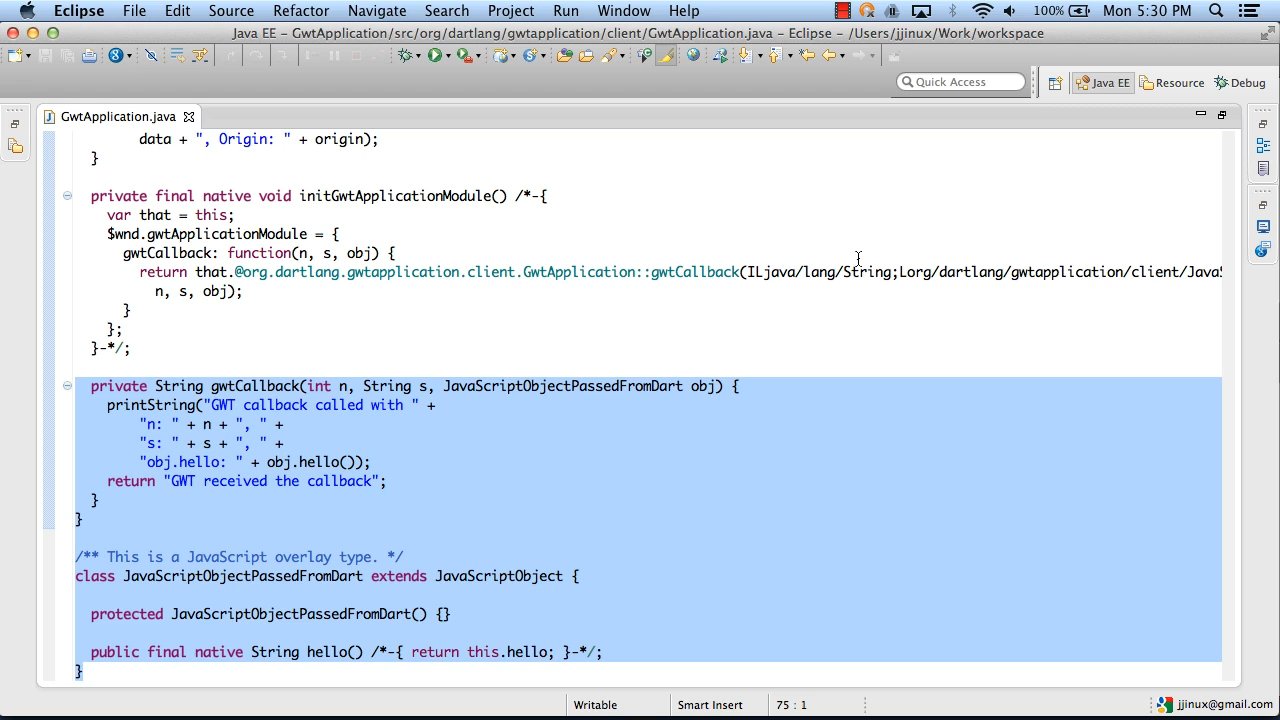 Eclipse File Edit Source Refactor Navigate Search Project Run Window Help 100% Mon 5:30 PM
Java EE - GwtApplication/src/org/dartlang/gwtapplication/client/GwtApplication.java - Eclipse - /Users/jjinux/Work/workspace
Quick Access Java EE Resource Debug
GwtApplication.java
data + ", Origin: " + origin);
}
private final native void initGwtApplicationModule() /*-{
var that = this;
$wnd.gwtApplicationModule = {
gwtCallback: function(n, s, obj) {
return that.@org.dartlang.gwtapplication.client.GwtApplication::gwtCallback(ILjava/lang/String;Lorg/dartlang/gwtapplication/client/JavaS
n, s, obj);
}
};
}-*/;
private String gwtCallback(int n, String s, JavaScriptObjectPassedFromDart obj) {
printString("GWT callback called with " +
"n: " + n + ", " +
"s: " + s + ", " +
"obj.hello: " + obj.hello());
return "GWT received the callback";
}
}
/** This is a JavaScript overlay type. */
class JavaScriptObjectPassedFromDart extends JavaScriptObject {
protected JavaScriptObjectPassedFromDart() {}
public final native String hello() /*-{ return this.hello; }-*/;
}
Writable Smart Insert 75 : 1 jjinux@gmail.com